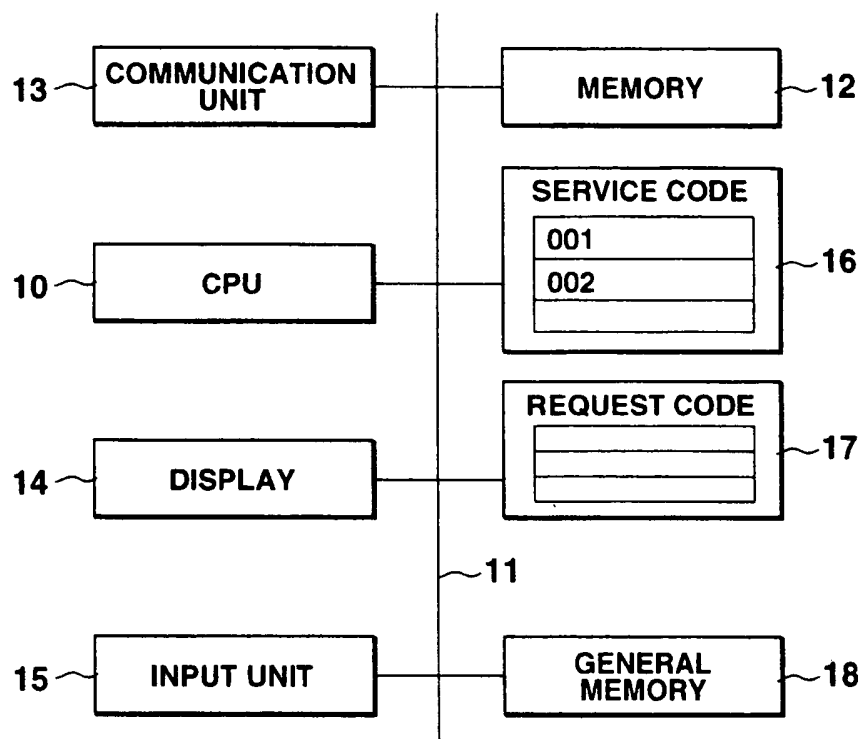 13
COMMUNICATION
UNIT
MEMORY
12
SERVICE CODE
001
002
16
10
CPU
REQUEST CODE
17
14
DISPLAY
11
15
INPUT UNIT
GENERAL
MEMORY
18